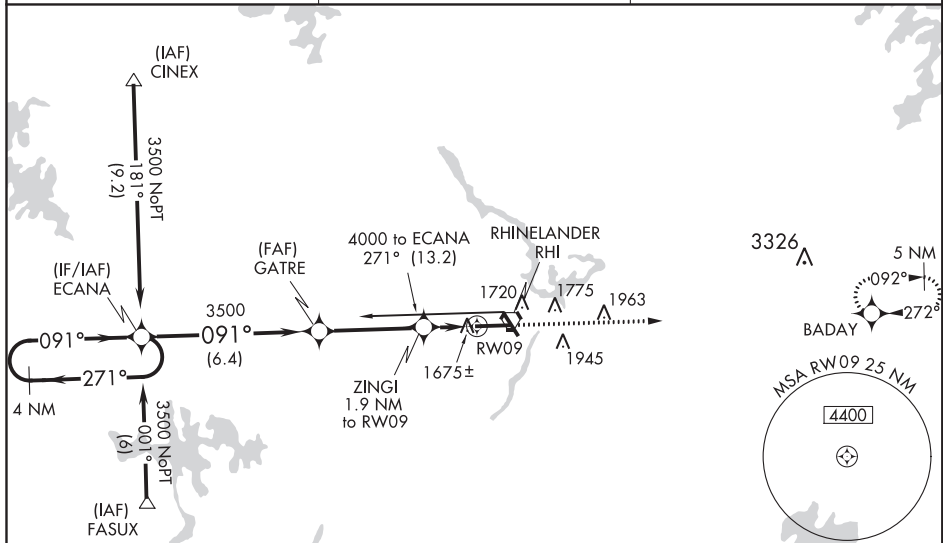 (IAF)
CINEX
3500 NoPT
181°
(9.2)
(IF/IAF)
ECANA
(FAF)
GATRE
4000 to ECANA
271° (13.2)
RHINELANDER
RHI
3326
5 NM
092°
272°
BADAY
1720
1775
1963
1945
3500
091°
(6.4)
091°
271°
4 NM
ZINGI
1.9 NM
to RW09
1675±
RW09
3500 NoPT
001°
(6)
(IAF)
FASUX
MSA RW09 25 NM
4400